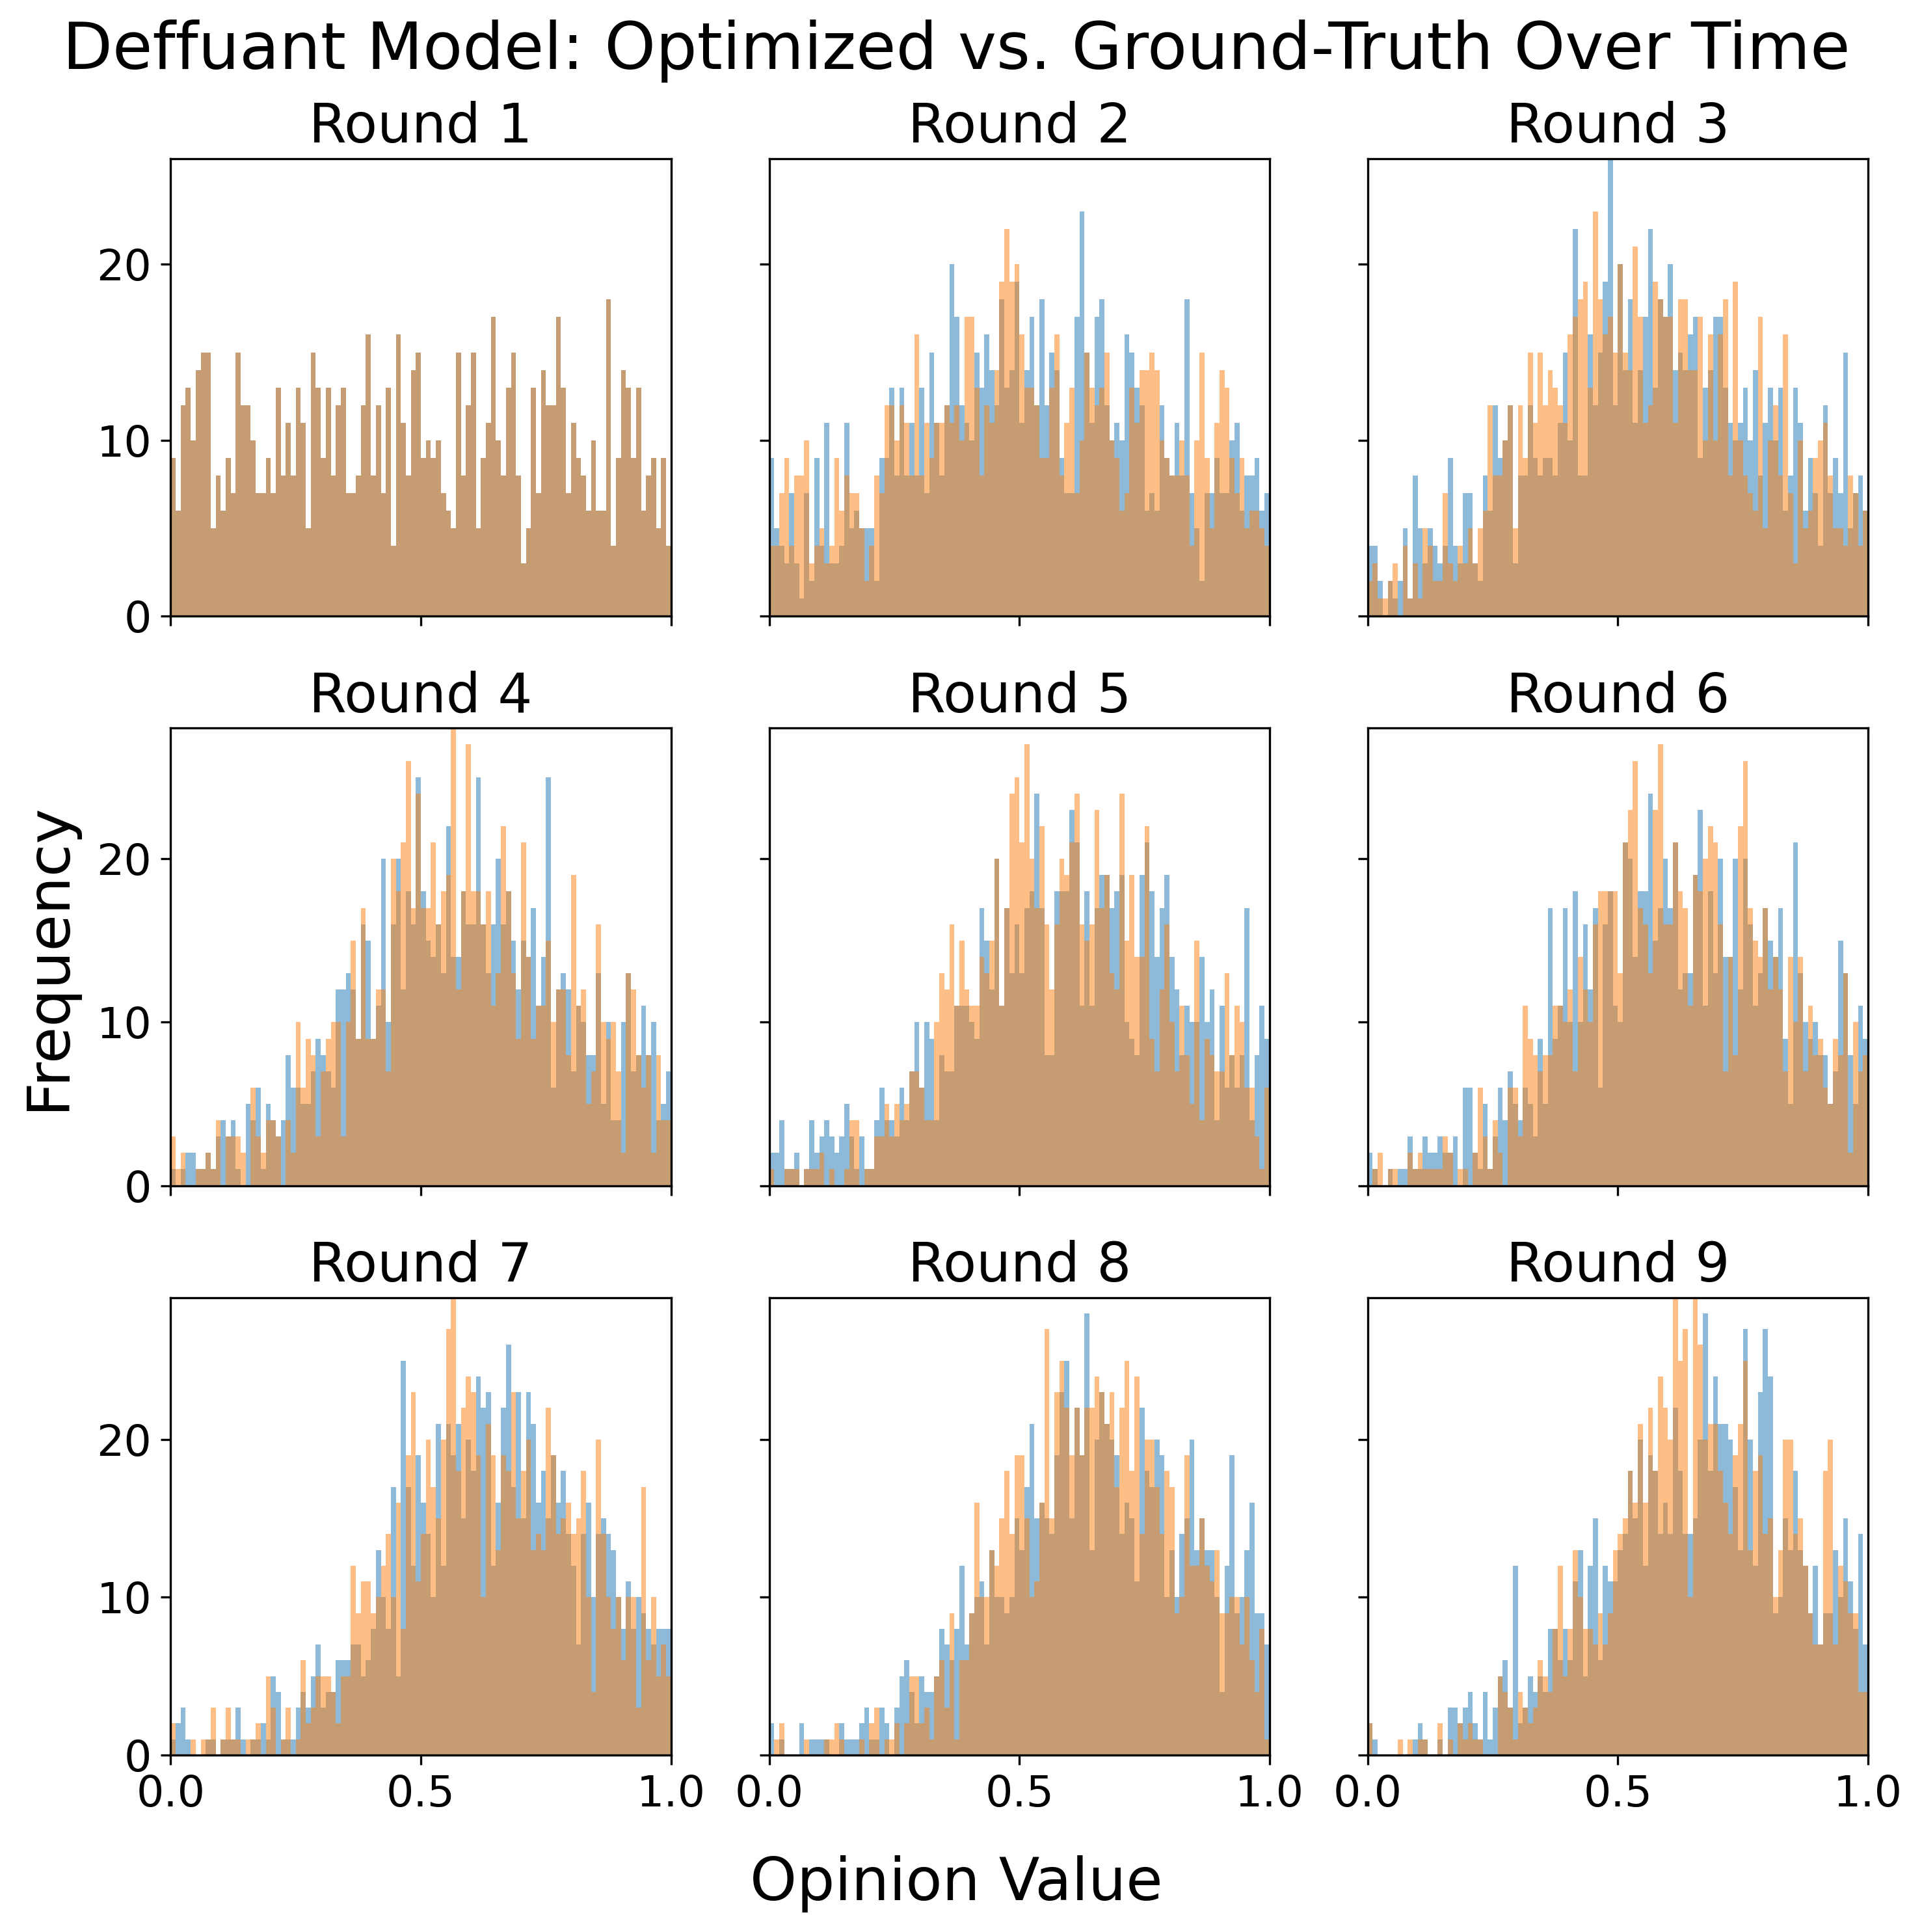 Deffuant Model: Optimized vs. Ground-Truth Over Time
Round 1
Round 2
Round 3
20
10
0
Round 4
Round 5
Round 6
Frequency
20
10
0
Round 7
Round 8
Round 9
20
10
0
0.0 0.5 1.0 0.0 0.5 1.0 0.0 0.5 1.0
Opinion Value